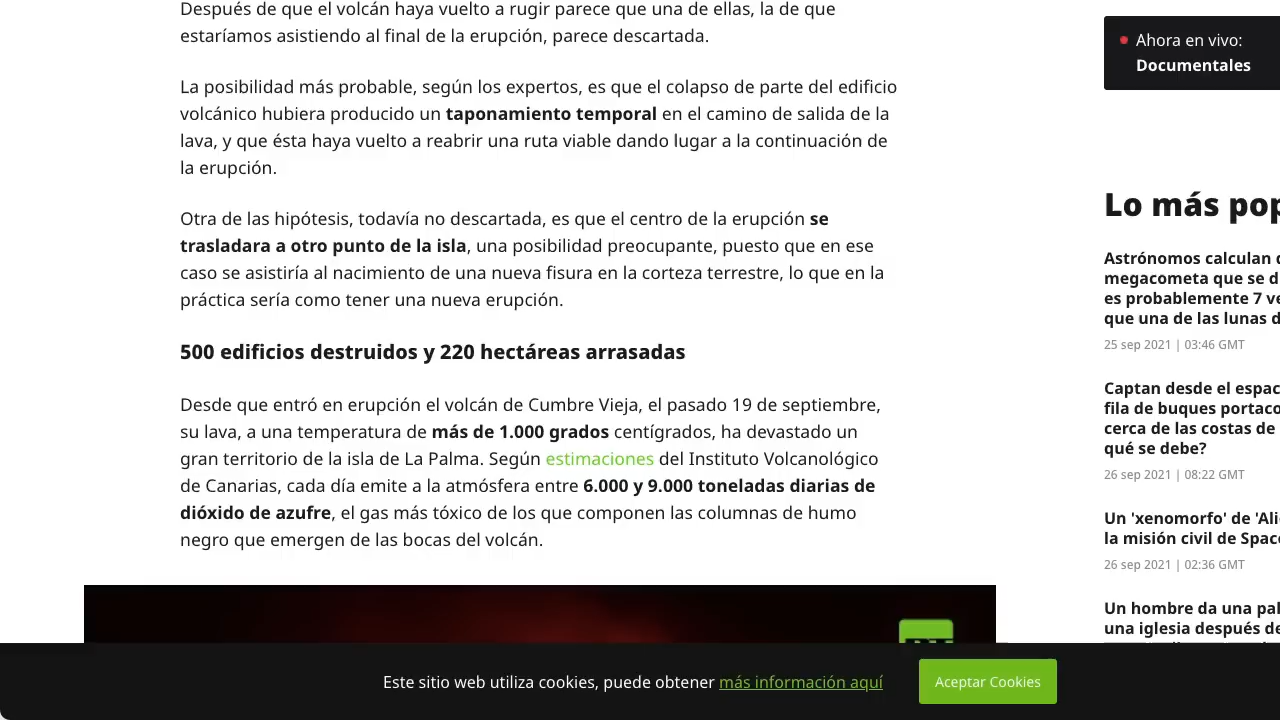 Después de que el volcán haya vuelto a rugir parece que una de ellas, la de que
estaríamos asistiendo al final de la erupción, parece descartada.
La posibilidad más probable, según los expertos, es que el colapso de parte del edificio
volcánico hubiera producido un taponamiento temporal en el camino de salida de la
lava, y que ésta haya vuelto a reabrir una ruta viable dando lugar a la continuación de
la erupción.
Otra de las hipótesis, todavía no descartada, es que el centro de la erupción se
trasladara a otro punto de la isla, una posibilidad preocupante, puesto que en ese
caso se asistiría al nacimiento de una nueva fisura en la corteza terrestre, lo que en la
práctica sería como tener una nueva erupción.
500 edificios destruidos y 220 hectáreas arrasadas
Desde que entró en erupción el volcán de Cumbre Vieja, el pasado 19 de septiembre,
su lava, a una temperatura de más de 1.000 grados centígrados, ha devastado un
gran territorio de la isla de La Palma. Según estimaciones del Instituto Volcanológico
de Canarias, cada día emite a la atmósfera entre 6.000 y 9.000 toneladas diarias de
dióxido de azufre, el gas más tóxico de los que componen las columnas de humo
negro que emergen de las bocas del volcán.
Ahora en vivo:
Documentales
Lo más pop
Astrónomos calculan
megacometa que se d
es probablemente 7 ve
que una de las lunas d
25 sep 2021 | 03:46 GMT
Captan desde el espac
fila de buques portaco
cerca de las costas de
qué se debe?
26 sep 2021 | 08:22 GMT
Un 'xenomorfo' de 'Ali
la misión civil de Spac
26 sep 2021 | 02:36 GMT
Un hombre da una pal
una iglesia después de
Este sitio web utiliza cookies, puede obtener más información aquí
Aceptar Cookies